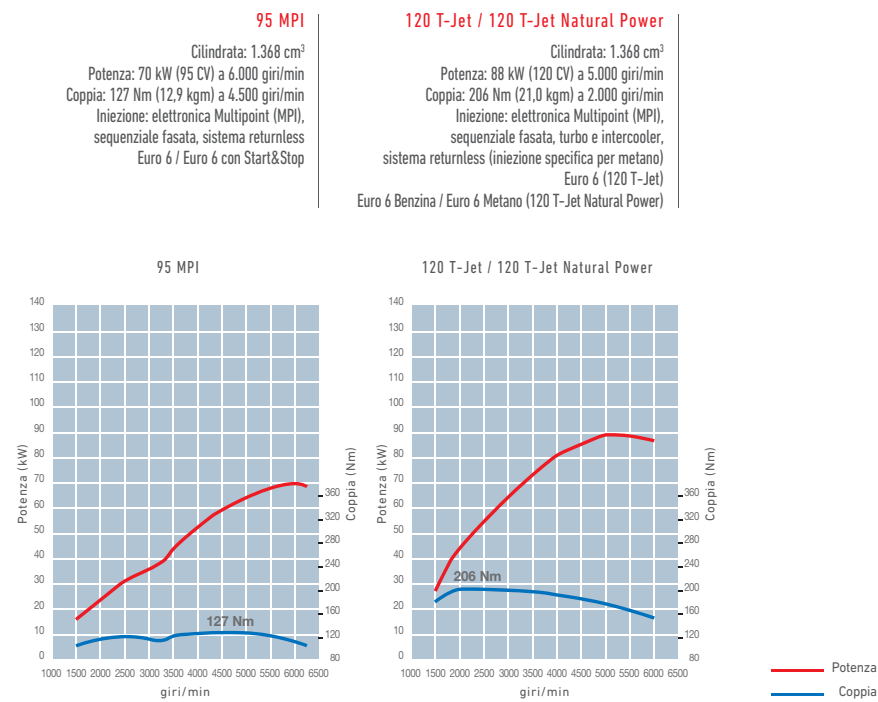 95 MPI
Cilindrata: 1.368 cm³
Potenza: 70 kW (95 CV) a 6.000 giri/min
Coppia: 127 Nm (12,9 kgm) a 4.500 giri/min
Iniezione: elettronica Multipoint (MPI),
sequenziale fasata, sistema returnless
Euro 6 / Euro 6 con Start&Stop
120 T-Jet / 120 T-Jet Natural Power
Cilindrata: 1.368 cm³
Potenza: 88 kW (120 CV) a 5.000 giri/min
Coppia: 206 Nm (21,0 kgm) a 2.000 giri/min
Iniezione: elettronica Multipoint (MPI),
sequenziale fasata, turbo e intercooler,
sistema returnless (iniezione specifica per metano)
Euro 6 (120 T-Jet)
Euro 6 Benzina / Euro 6 Metano (120 T-Jet Natural Power)
95 MPI
140
130
120
110
100
90
80
70
60
50
40
30
20
10
0
Potenza (kW)
127 Nm
360
320
280
240
200
160
120
80
Coppia (Nm)
1000 1500 2000 2500 3000 3500 4000 4500 5000 5500 6000 6500
giri/min
120 T-Jet / 120 T-Jet Natural Power
140
130
120
110
100
90
80
70
60
50
40
30
20
10
0
Potenza (kW)
206 Nm
360
320
280
240
200
160
120
80
Coppia (Nm)
1000 1500 2000 2500 3000 3500 4000 4500 5000 5500 6000 6500
giri/min
Potenza
Coppia